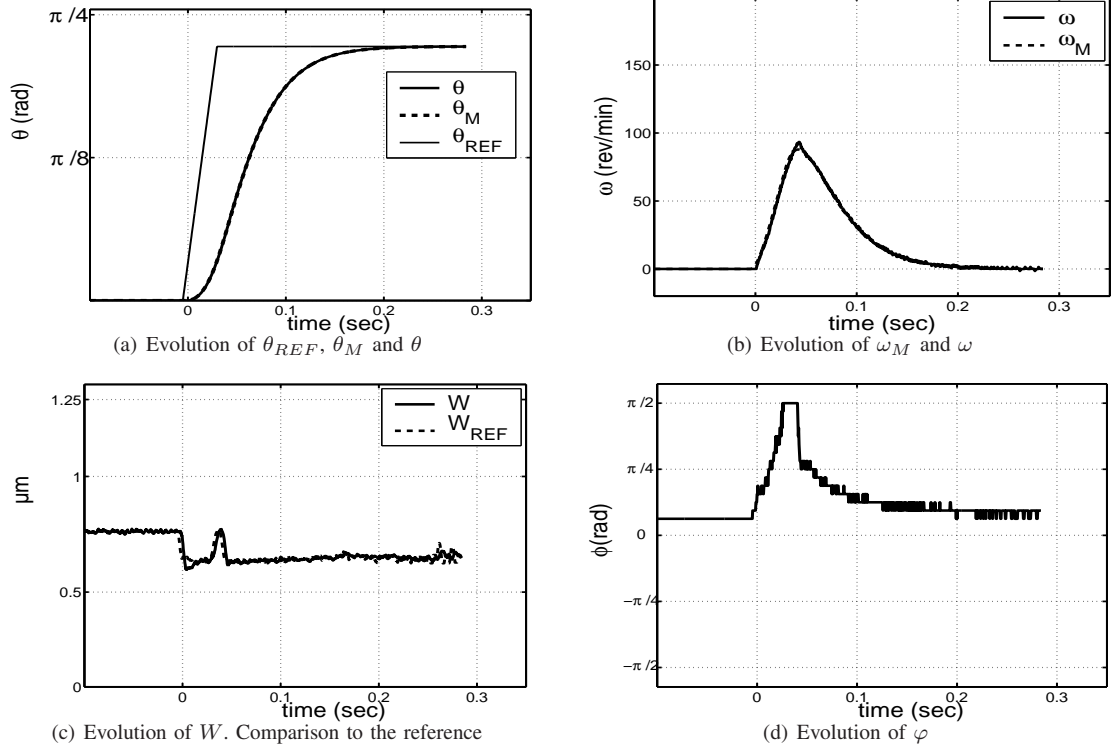 π /4
θ (rad)
π /8
θ
θ_M
θ_REF
0
0.1
0.2
0.3
time (sec)
(a) Evolution of θ_REF, θ_M and θ
ω (rev/min)
150
100
50
0
ω
ω_M
0
0.1
0.2
0.3
time (sec)
(b) Evolution of ω_M and ω
1.25
1
µm
0.5
0
W
W_REF
0
0.1
0.2
0.3
time (sec)
(c) Evolution of W. Comparison to the reference
π /2
π /4
ϕ(rad)
0
−π /4
−π /2
0
0.1
0.2
0.3
time (sec)
(d) Evolution of φ